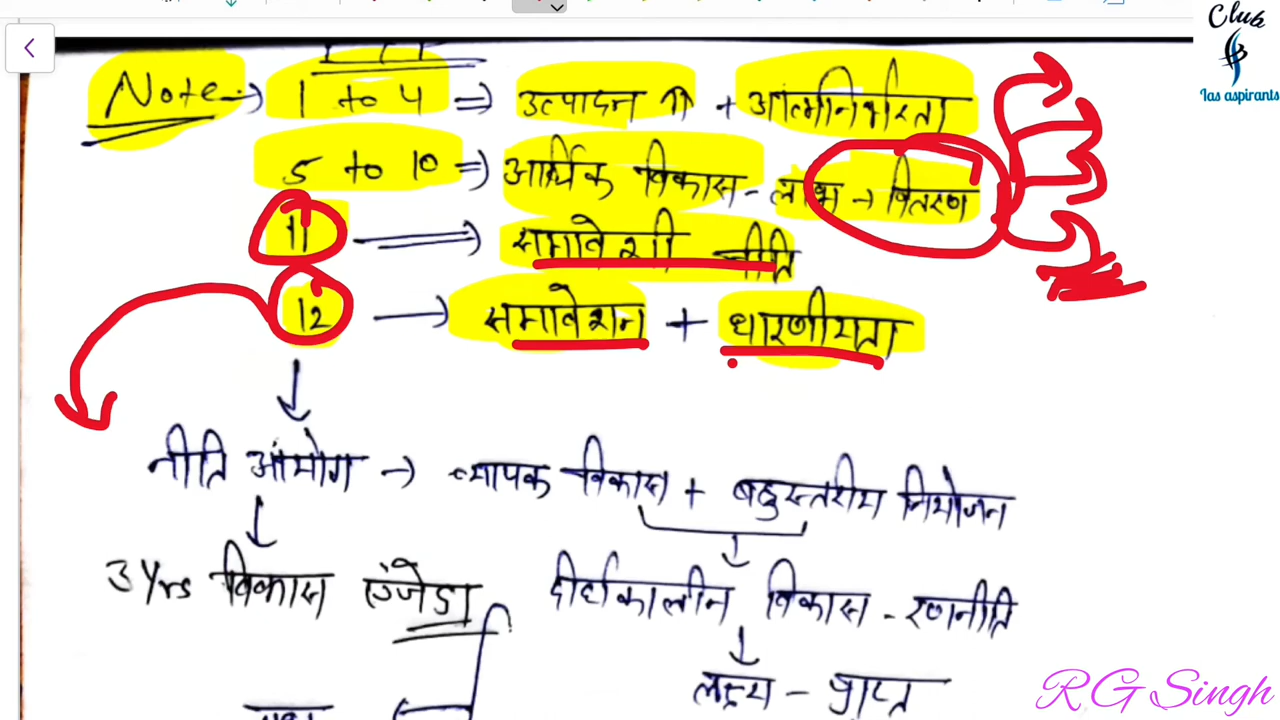 Club
Ias aspirants
Note → 1 to 4 ⇒ उत्पादन ⇈ + आत्मनिर्भरता
5 to 10 ⇒ आर्थिक विकास - लाभ → वितरण
11 ⟹ समावेशी नीति
12 → समावेशन + धारणीयता
नीति आयोग → व्यापक विकास + बहुस्तरीय नियोजन
3 Yrs विकास एजेंडा
दीर्घकालीन विकास - रणनीति
लक्ष्य - प्राप्त
RG Singh